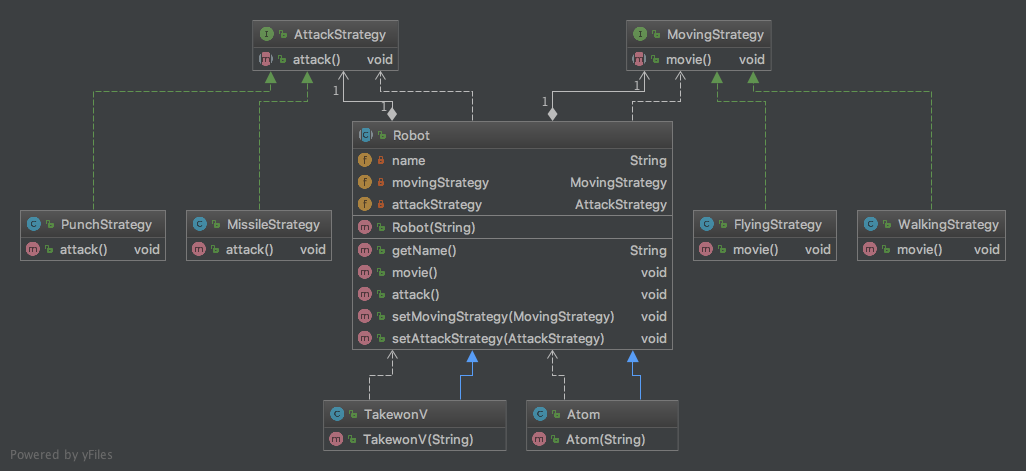 AttackStrategy
attack() void
MovingStrategy
movie() void
1
1
1
1
Robot
name String
movingStrategy MovingStrategy
attackStrategy AttackStrategy
Robot(String)
getName() String
movie() void
attack() void
setMovingStrategy(MovingStrategy) void
setAttackStrategy(AttackStrategy) void
PunchStrategy
attack() void
MissileStrategy
attack() void
FlyingStrategy
movie() void
WalkingStrategy
movie() void
TakewonV
TakewonV(String)
Atom
Atom(String)
Powered by yFiles